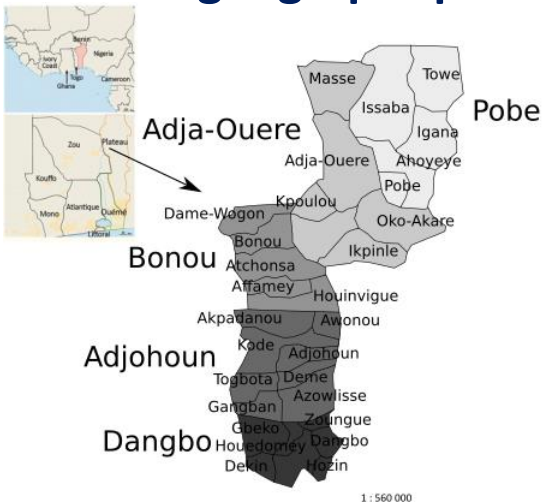 Benin
Ivory
Coast
Nigeria
Togo
Ghana
Cameroon
Zou
Plateau
Kouffo
Atlantique
Mono
Ouémé
Littoral
Masse
Towe
Issaba
Pobe
Adja-Ouere
Igana
Adja-Ouere
Ahoyeye
Pobe
Kpoulou
Dame-Wogon
Oko-Akare
Bonou
Ikpinle
Bonou
Atchonsa
Affamey
Houinvigue
Akpadanou
Awonou
Kode
Adjohoun
Adjohoun
Togbota
Deme
Azowlisse
Gangban
Zoungue
Gbeko
Dangbo
Dangbo
Houedomey
Dekin
Hozin
1 : 560 000